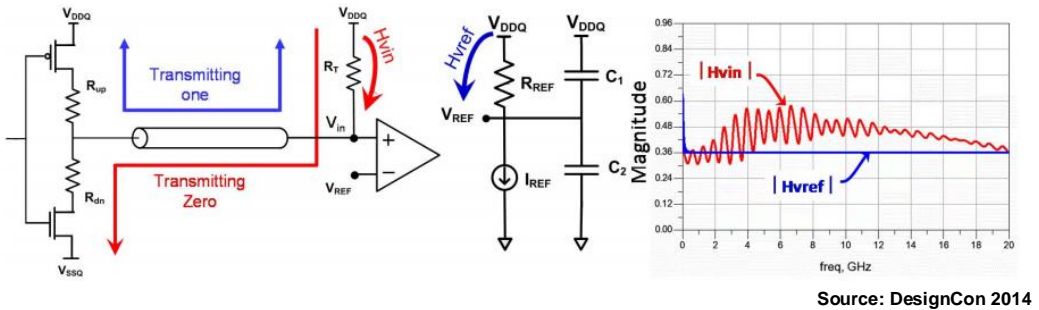 VDDQ
Rup
Rdn
VSSQ
Transmitting
one
Transmitting
Zero
VDDQ
RT
Hvin
Vin
+
−
VREF
Hvref
VDDQ
RREF
C1
VREF
IREF
C2
Magnitude
0.96
0.84
0.72
0.60
0.48
0.36
0.24
0.12
0.00
| Hvin |
| Hvref |
0 2 4 6 8 10 12 14 16 18 20
freq, GHz
Source: DesignCon 2014